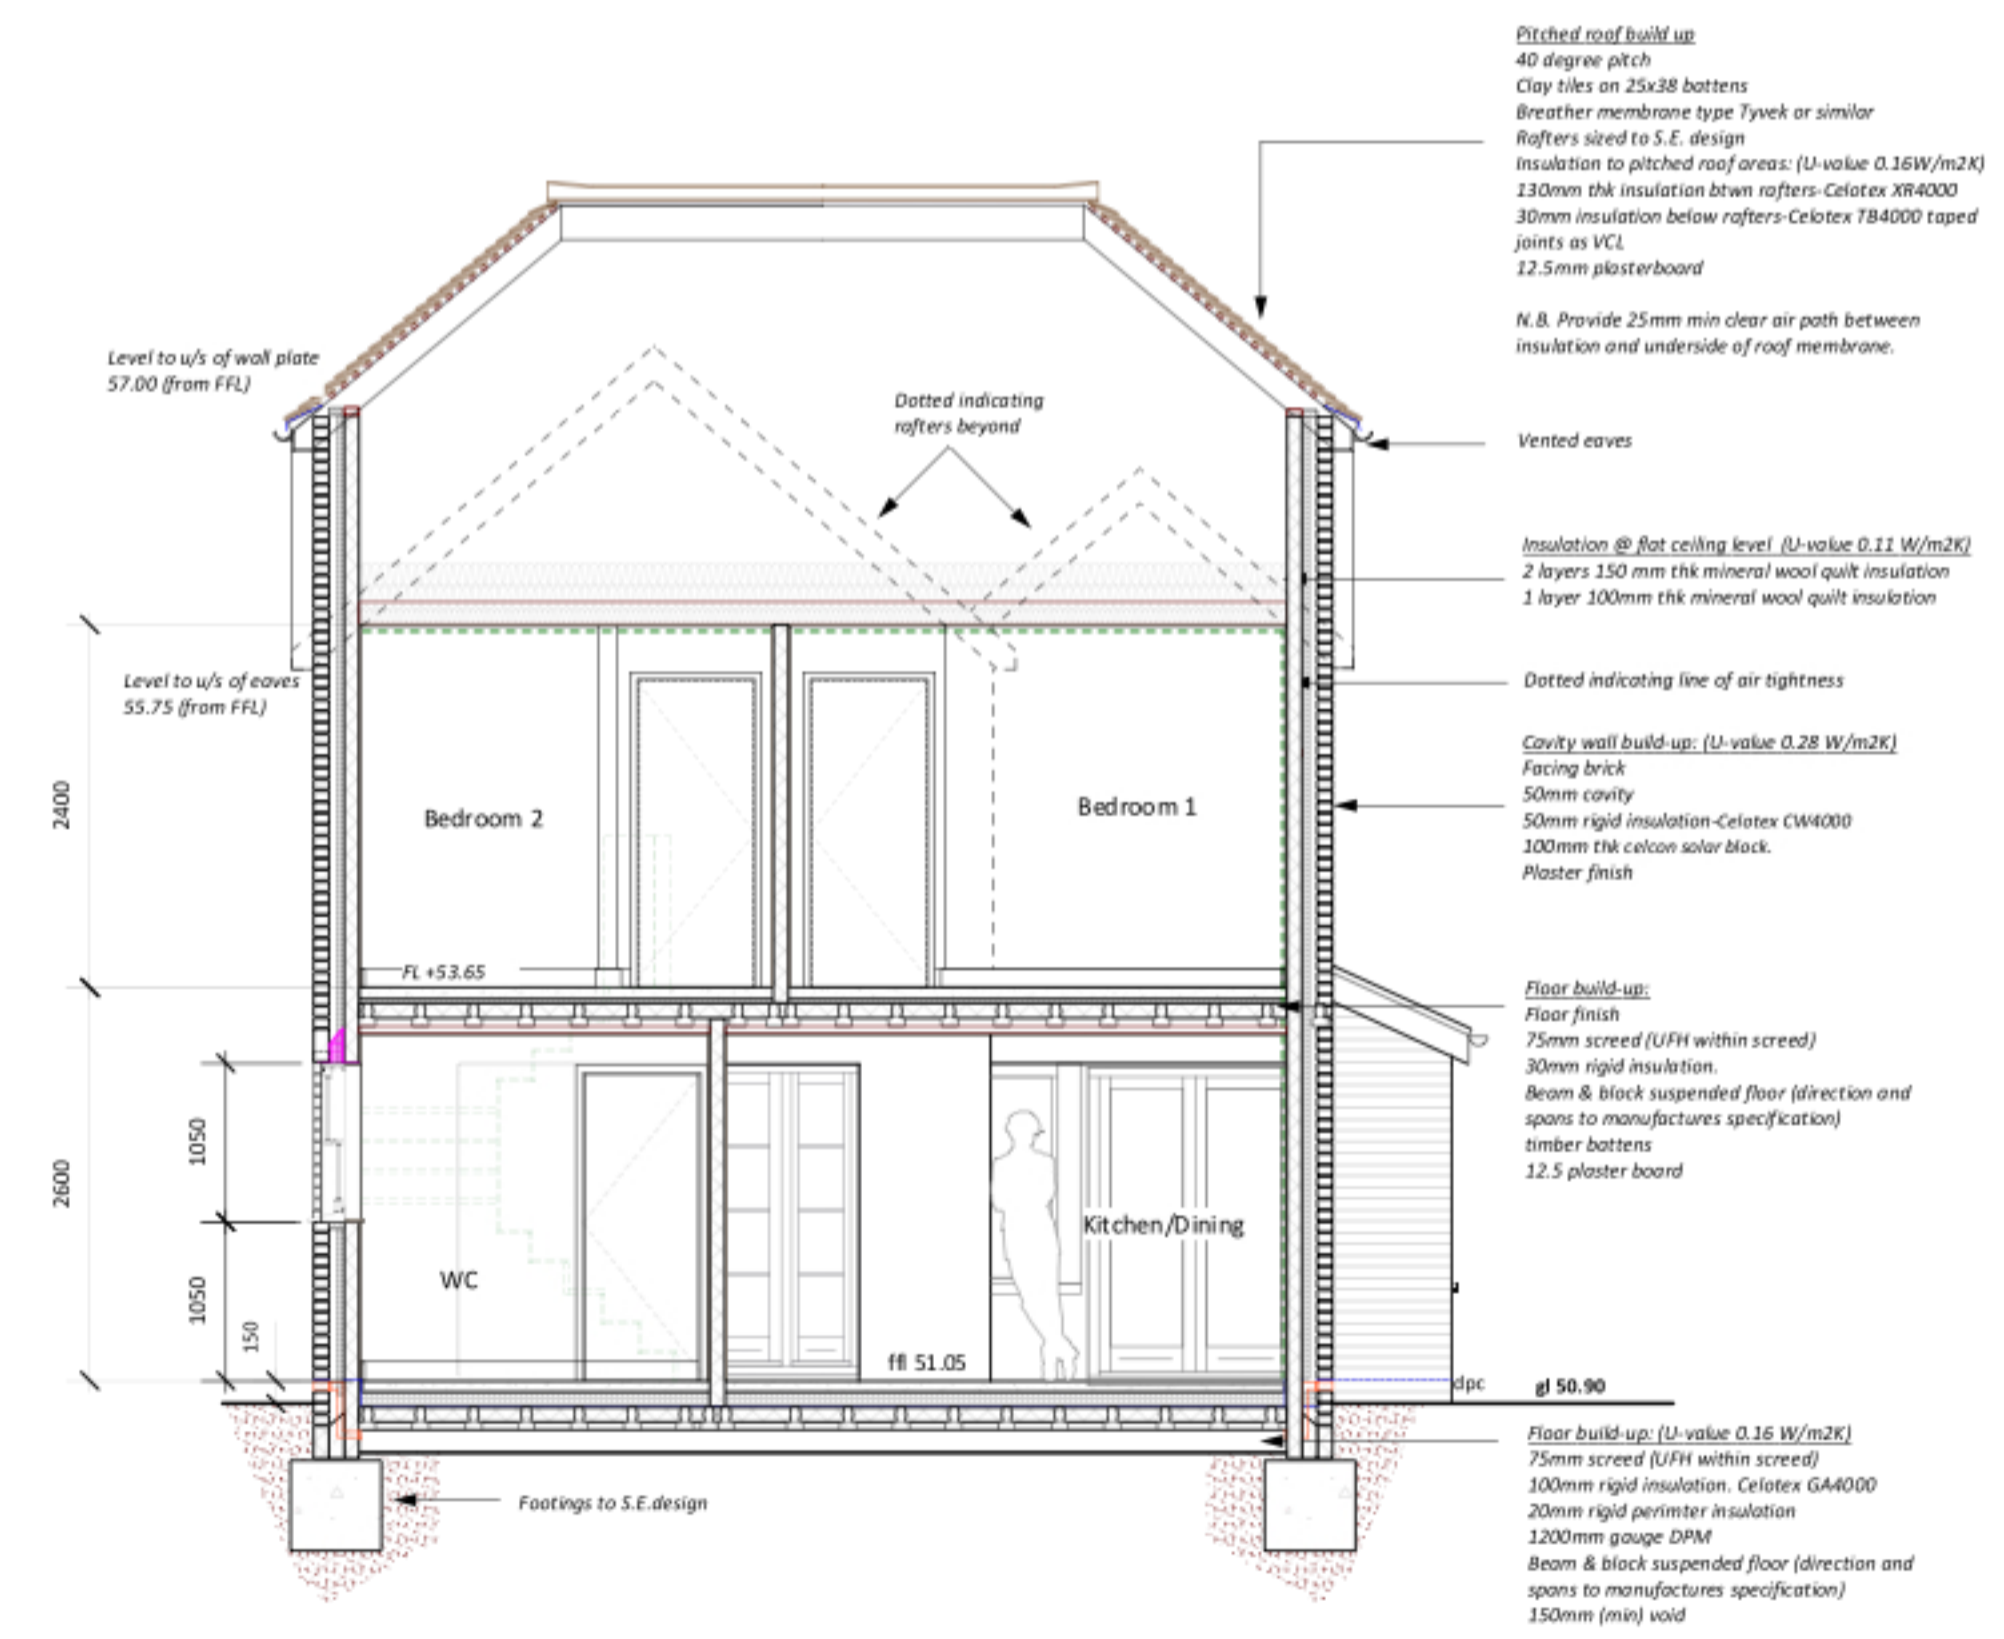 Pitched roof build up
40 degree pitch
Clay tiles on 25x38 battens
Breather membrane type Tyvek or similar
Rafters sized to S.E. design
Insulation to pitched roof areas: (U-value 0.16W/m2K)
130mm thk insulation btwn rafters-Celotex XR4000
30mm insulation below rafters-Celotex TB4000 taped
joints as VCL
12.5mm plasterboard
N.B. Provide 25mm min clear air path between
insulation and underside of roof membrane.
Level to u/s of wall plate
57.00 (from FFL)
Dotted indicating
rafters beyond
Vented eaves
Insulation @ flat ceiling level (U-value 0.11 W/m2K)
2 layers 150 mm thk mineral wool quilt insulation
1 layer 100mm thk mineral wool quilt insulation
Level to u/s of eaves
55.75 (from FFL)
Dotted indicating line of air tightness
Cavity wall build-up: (U-value 0.28 W/m2K)
Facing brick
50mm cavity
50mm rigid insulation-Celotex CW4000
100mm thk celcon solar block.
Plaster finish
2400
Bedroom 2
Bedroom 1
FL +53.65
Floor build-up:
Floor finish
75mm screed (UFH within screed)
30mm rigid insulation.
Beam & block suspended floor (direction and
spans to manufactures specification)
timber battens
12.5 plaster board
2600
1050
1050
150
WC
Kitchen/Dining
ffl 51.05
dpc
gl 50.90
Floor build-up: (U-value 0.16 W/m2K)
75mm screed (UFH within screed)
100mm rigid insulation. Celotex GA4000
20mm rigid perimter insulation
1200mm gauge DPM
Beam & block suspended floor (direction and
spans to manufactures specification)
150mm (min) void
Footings to S.E.design